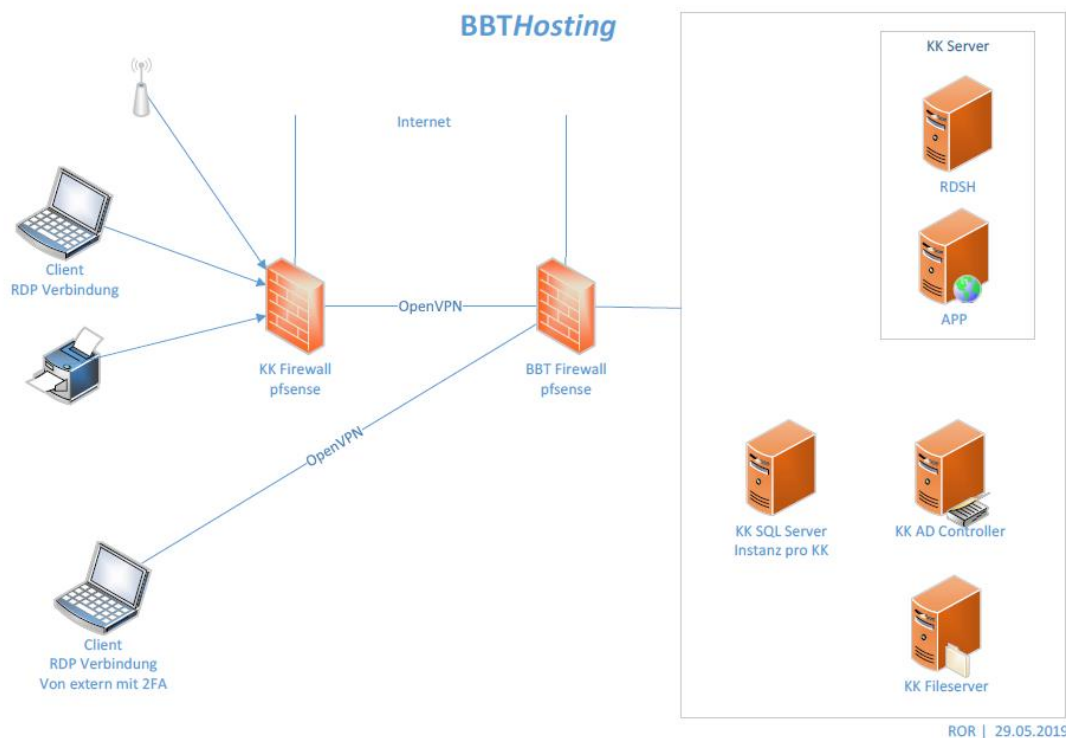 BBTHosting
KK Server
Internet
RDSH
Client
RDP Verbindung
APP
OpenVPN
KK Firewall
pfsense
BBT Firewall
pfsense
OpenVPN
KK SQL Server
Instanz pro KK
KK AD Controller
Client
RDP Verbindung
Von extern mit 2FA
KK Fileserver
ROR | 29.05.2019